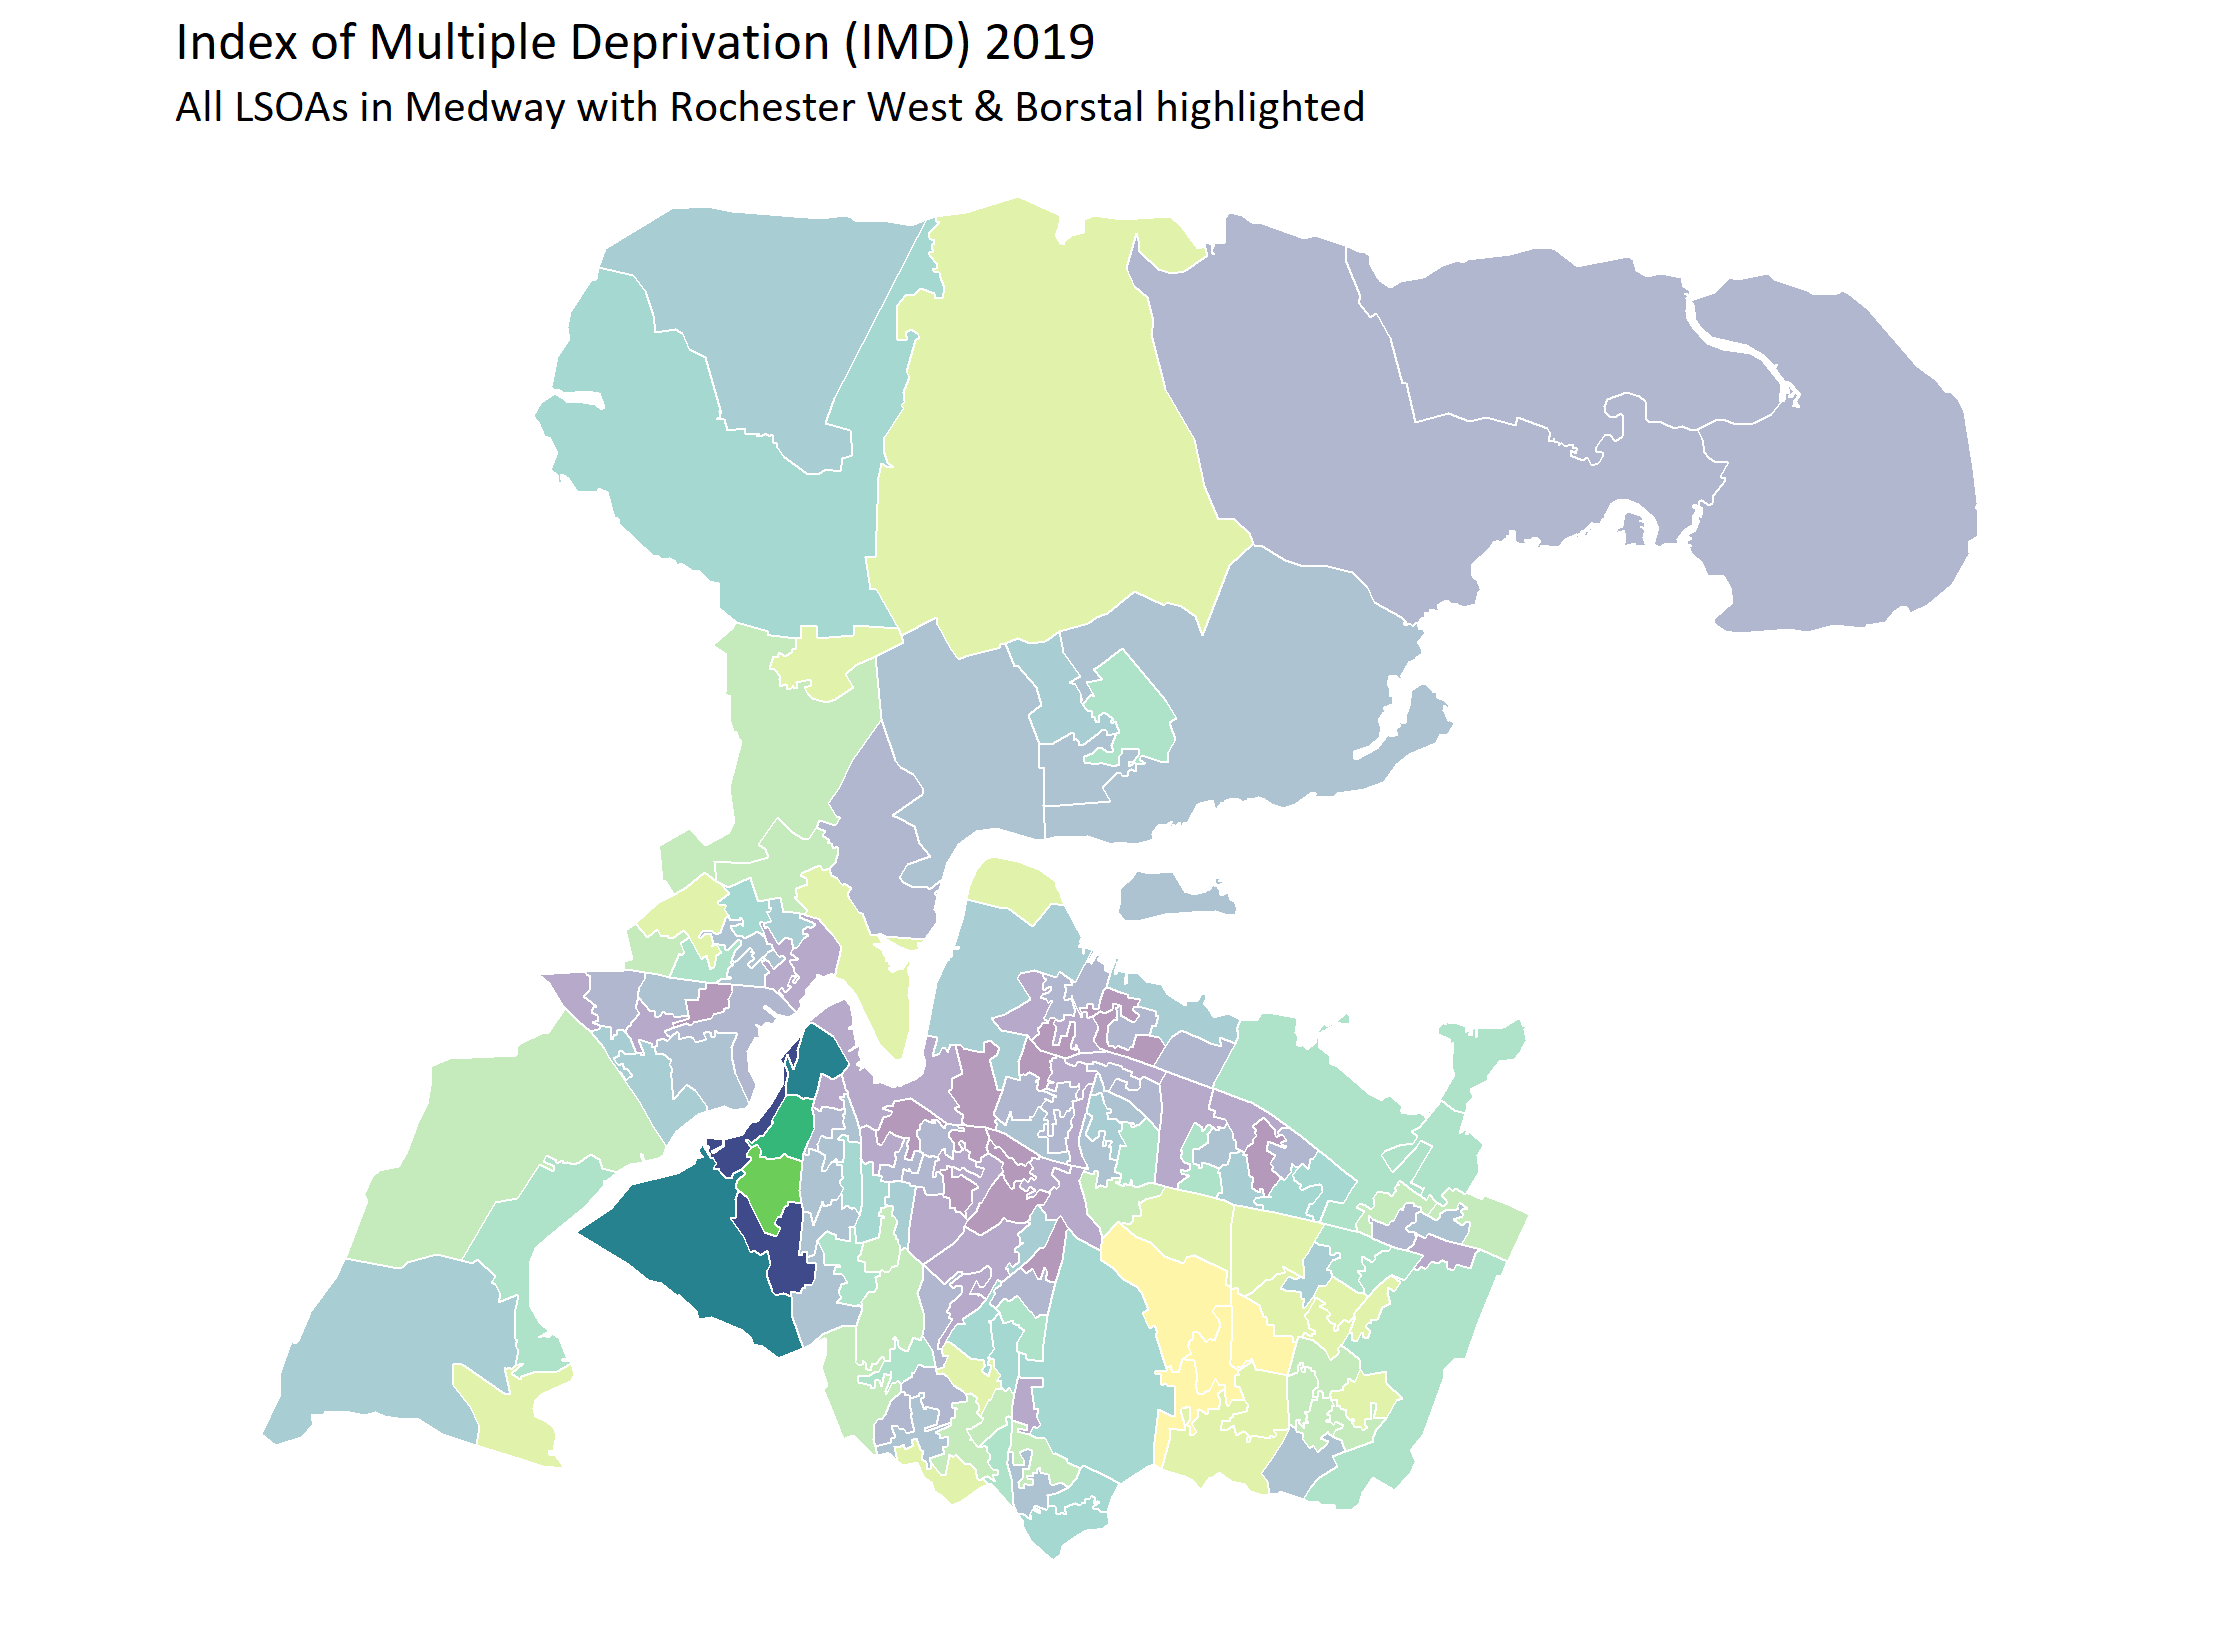 Index of Multiple Deprivation (IMD) 2019
All LSOAs in Medway with Rochester West & Borstal highlighted